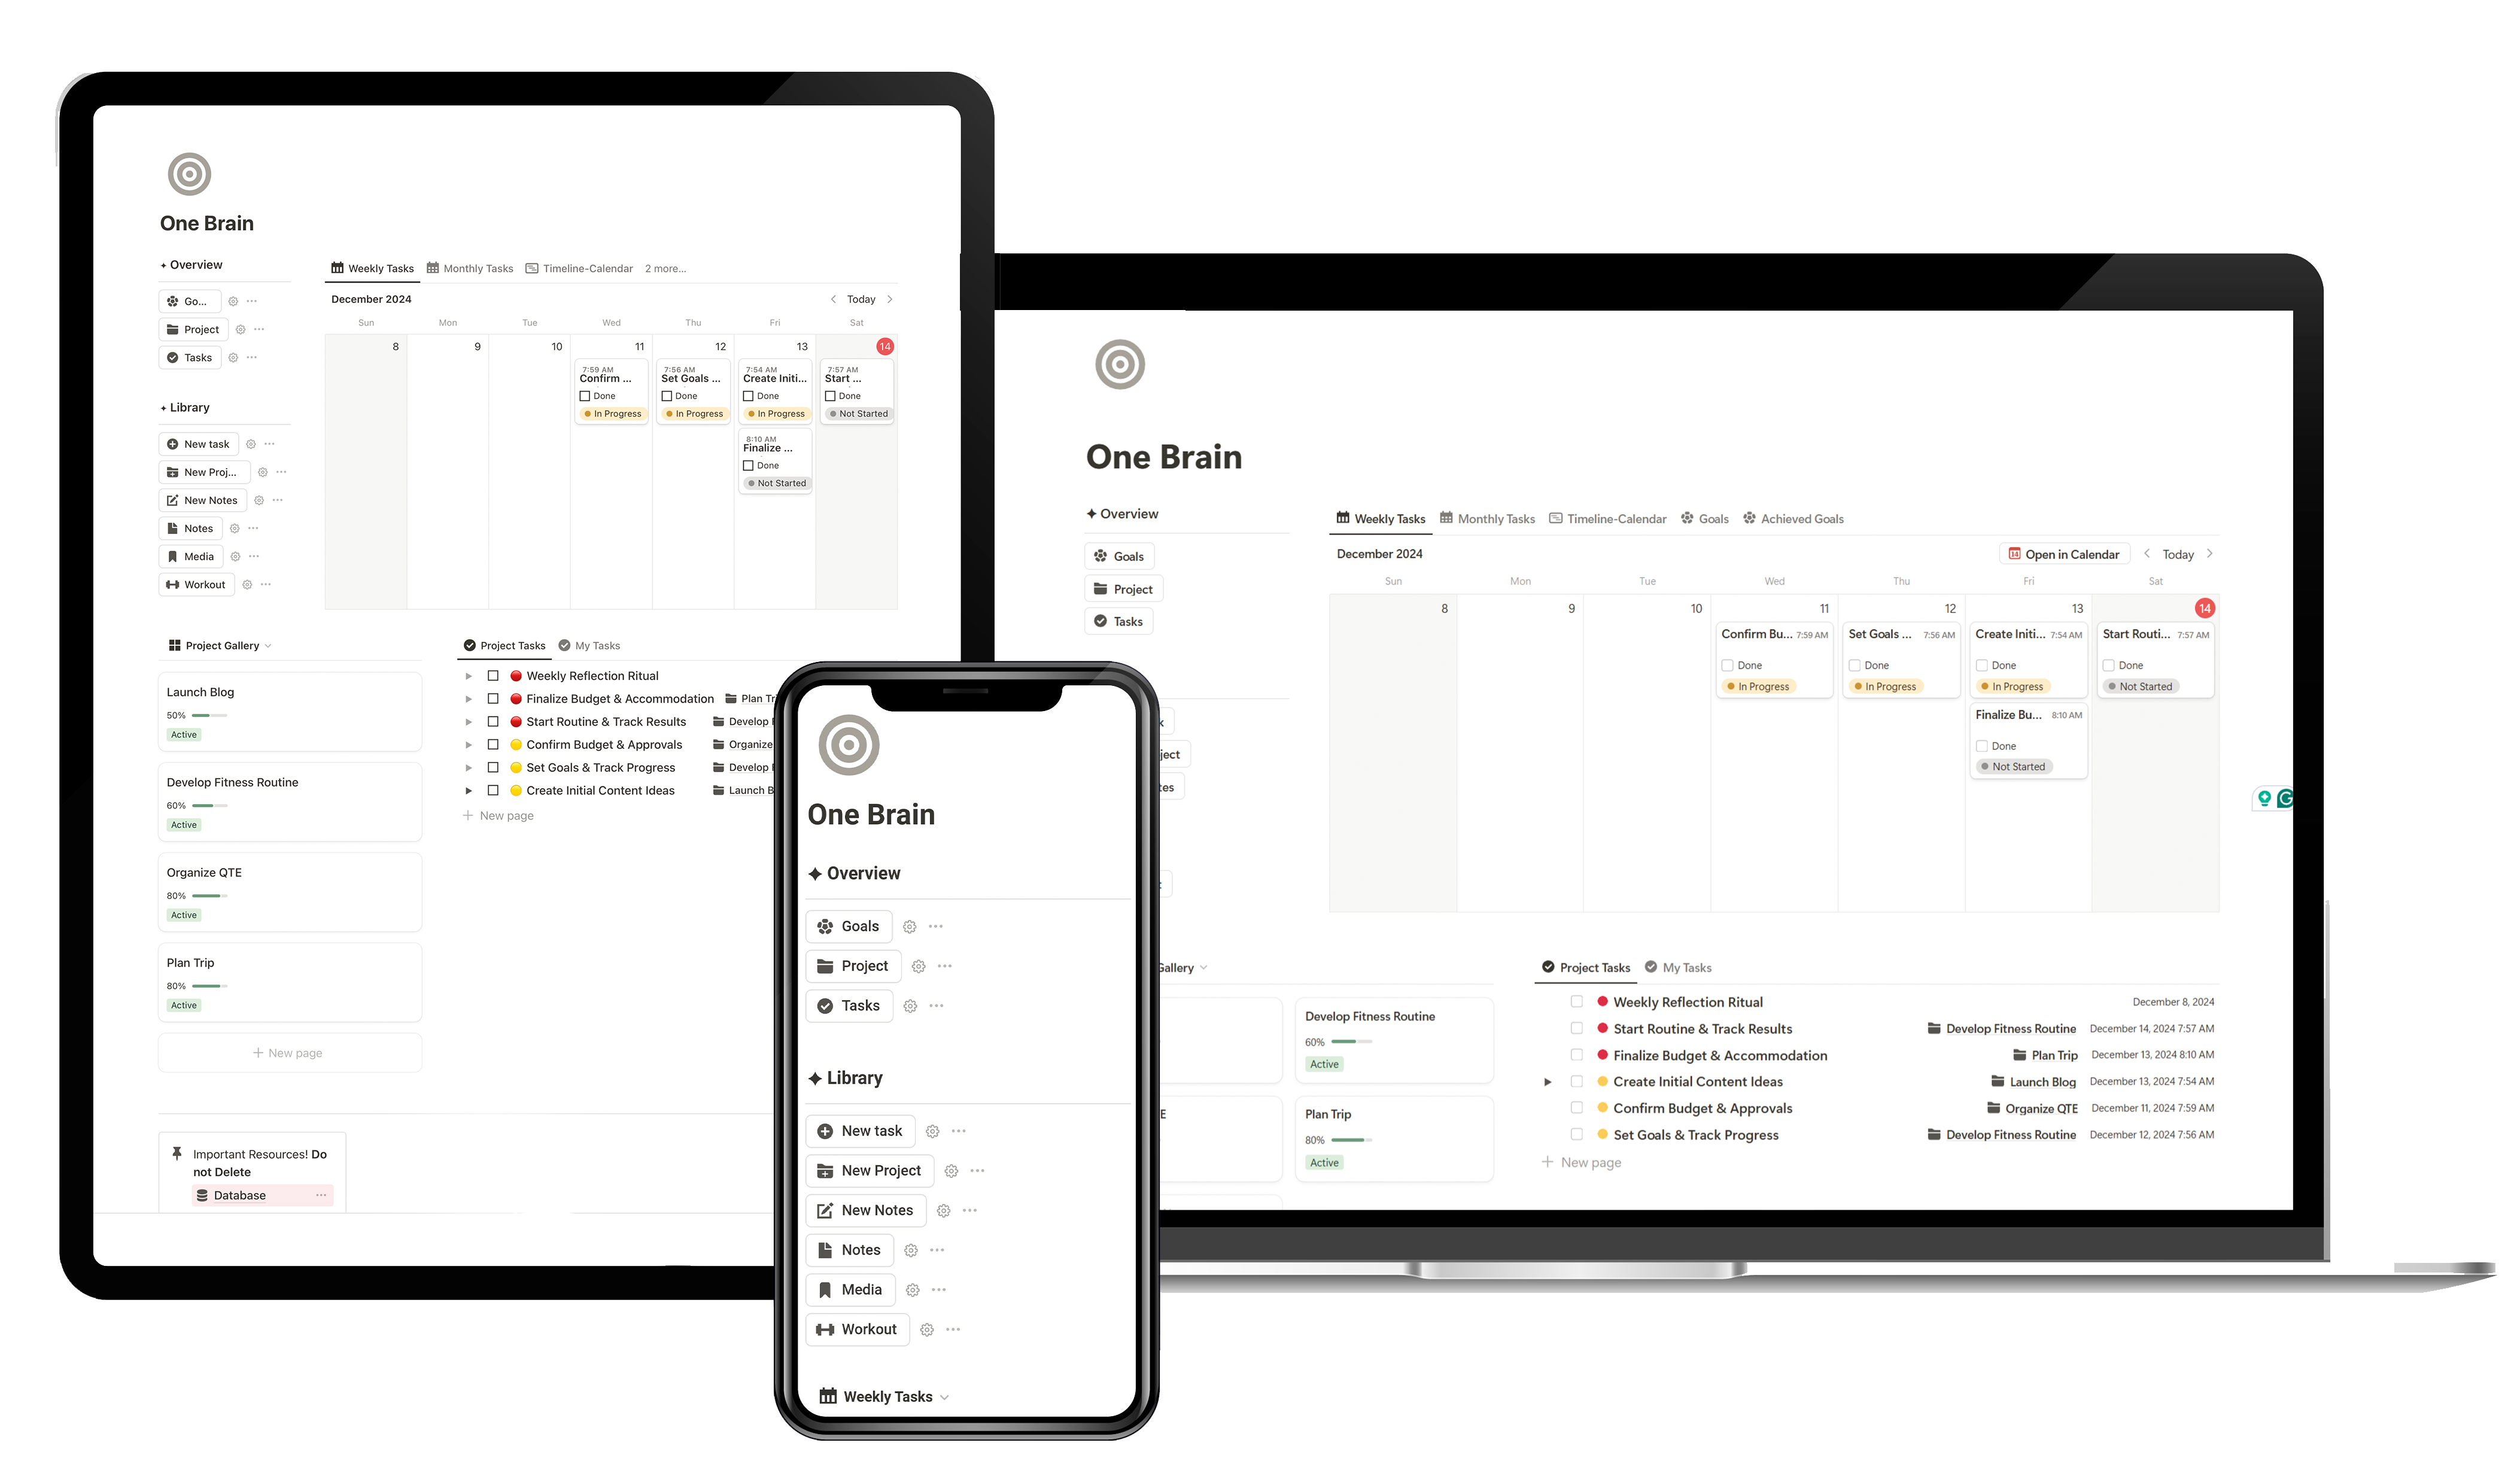 One Brain
✦ Overview
Go...
Project
Tasks
✦ Library
New task
New Proj...
New Notes
Notes
Media
Workout
Weekly Tasks Monthly Tasks Timeline-Calendar 2 more...
December 2024 Today
Sun Mon Tue Wed Thu Fri Sat
8 9 10 11 12 13 14
7:59 AM 7:56 AM 7:54 AM 7:57 AM
Confirm ... Set Goals ... Create Initi... Start ...
Done Done Done Done
In Progress In Progress In Progress Not Started
8:10 AM
Finalize ...
Done
Not Started
Project Gallery
Launch Blog
50%
Active
Develop Fitness Routine
60%
Active
Organize QTE
80%
Active
Plan Trip
80%
Active
+ New page
Project Tasks My Tasks
Weekly Reflection Ritual
Finalize Budget & Accommodation Plan
Start Routine & Track Results Develop
Confirm Budget & Approvals Organize
Set Goals & Track Progress Develop
Create Initial Content Ideas Launch
+ New page
Important Resources! Do
not Delete
Database
One Brain
✦ Overview
Goals
Project
Tasks
✦ Library
New task
New Project
New Notes
Notes
Media
Workout
Weekly Tasks
One Brain
✦ Overview
Goals
Project
Tasks
Weekly Tasks Monthly Tasks Timeline-Calendar Goals Achieved Goals
December 2024 Open in Calendar Today
Sun Mon Tue Wed Thu Fri Sat
8 9 10 11 12 13 14
Confirm Bu... 7:59 AM Set Goals ... 7:56 AM Create Initi... 7:54 AM Start Routi... 7:57 AM
Done Done Done Done
In Progress In Progress In Progress Not Started
Finalize Bu... 8:10 AM
Done
Not Started
Gallery
Develop Fitness Routine
60%
Active
Plan Trip
80%
Active
Project Tasks My Tasks
Weekly Reflection Ritual December 8, 2024
Start Routine & Track Results Develop Fitness Routine December 14, 2024 7:57 AM
Finalize Budget & Accommodation Plan Trip December 13, 2024 8:10 AM
Create Initial Content Ideas Launch Blog December 13, 2024 7:54 AM
Confirm Budget & Approvals Organize QTE December 11, 2024 7:59 AM
Set Goals & Track Progress Develop Fitness Routine December 12, 2024 7:56 AM
+ New page